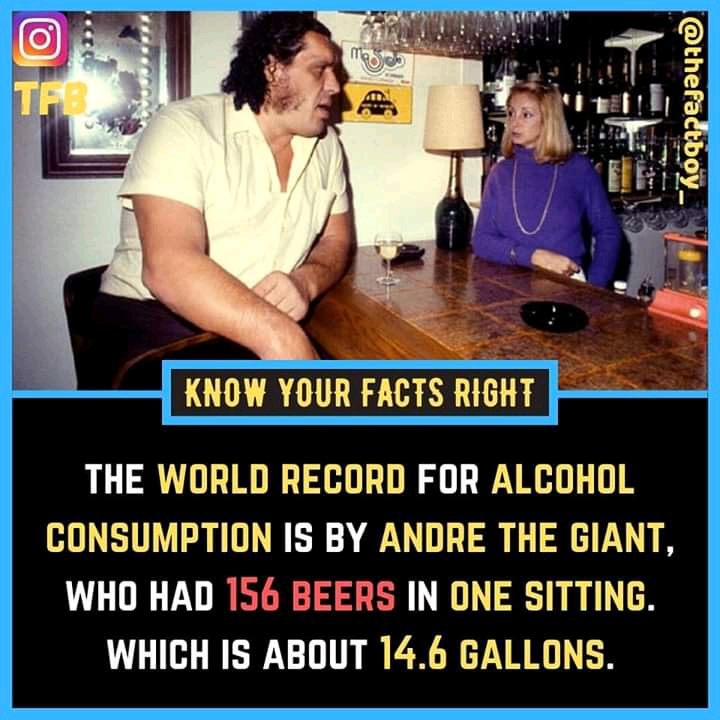 TFB
@thefactboy_
KNOW YOUR FACTS RIGHT
THE WORLD RECORD FOR ALCOHOL
CONSUMPTION IS BY ANDRE THE GIANT,
WHO HAD 156 BEERS IN ONE SITTING.
WHICH IS ABOUT 14.6 GALLONS.